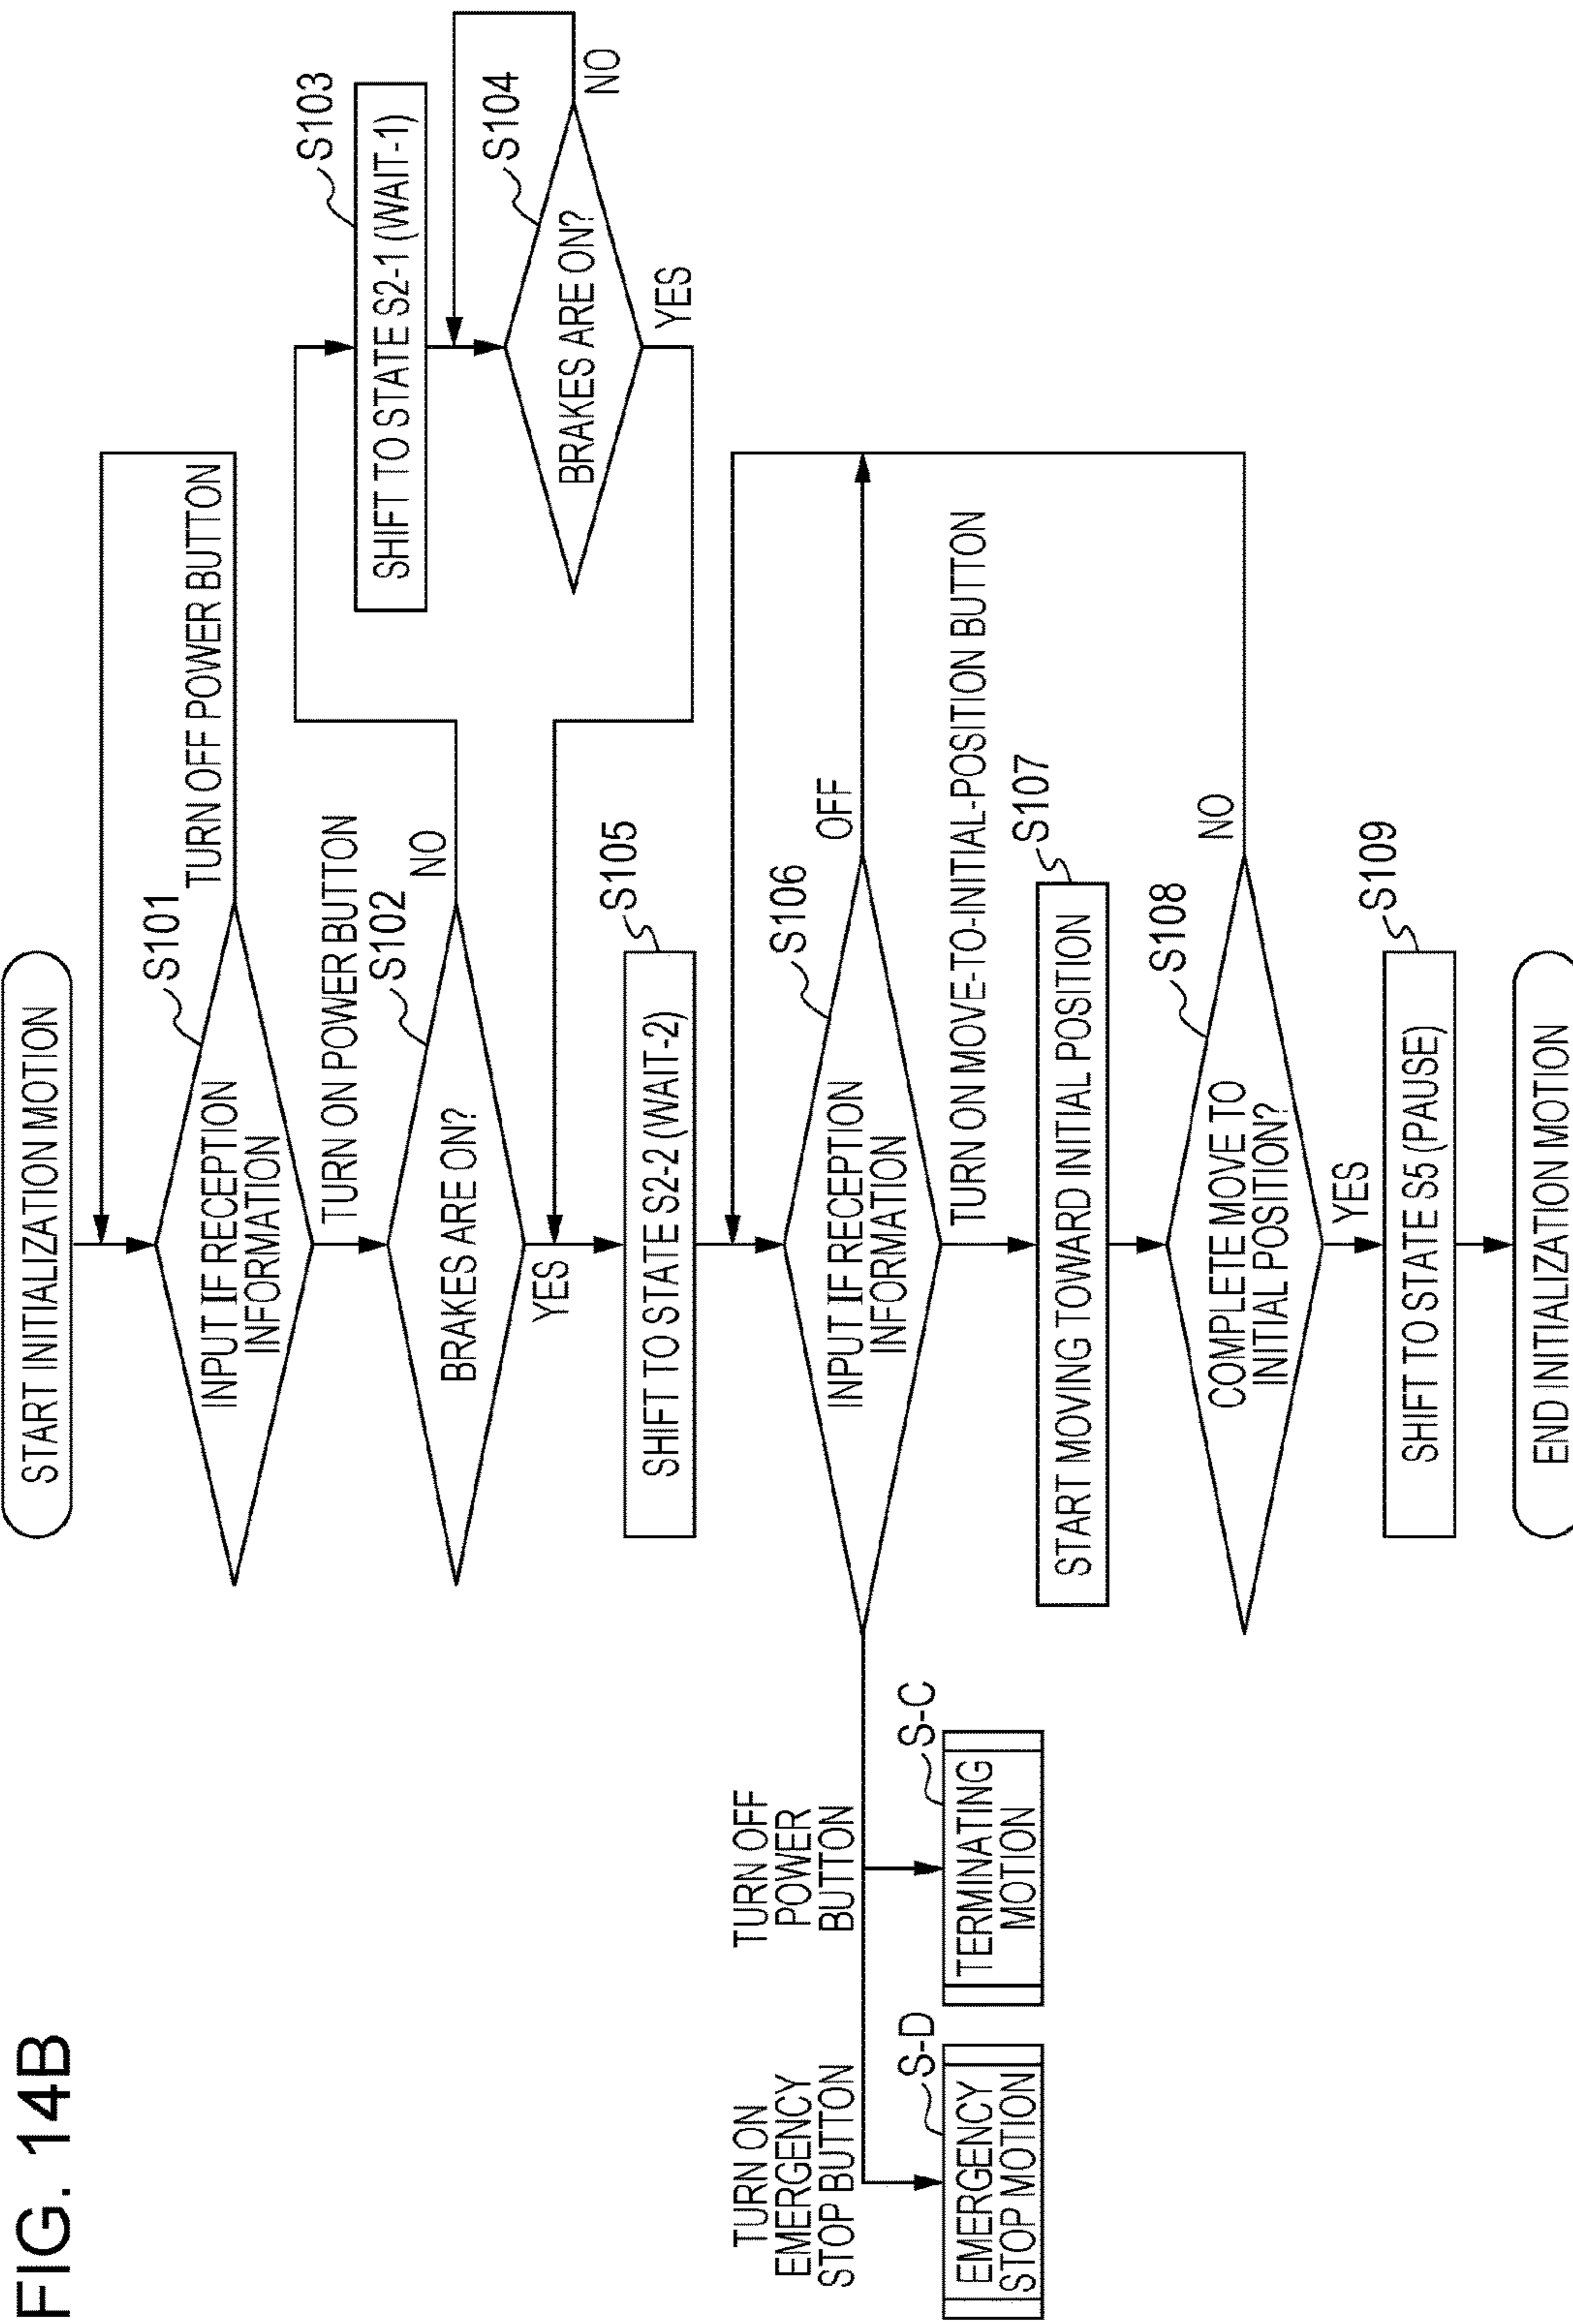 FIG. 14B
START INITIALIZATION MOTION
S101
INPUT IF RECEPTION
INFORMATION
TURN OFF POWER BUTTON
TURN ON POWER BUTTON
S102
BRAKES ARE ON?
NO
YES
S103
SHIFT TO STATE S2-1 (WAIT-1)
S104
BRAKES ARE ON?
NO
YES
S105
SHIFT TO STATE S2-2 (WAIT-2)
S106
INPUT IF RECEPTION
INFORMATION
OFF
TURN ON
EMERGENCY
STOP BUTTON
TURN OFF
POWER
BUTTON
S-D
EMERGENCY
STOP MOTION
S-C
TERMINATING
MOTION
TURN ON MOVE-TO-INITIAL-POSITION BUTTON
S107
START MOVING TOWARD INITIAL POSITION
S108
COMPLETE MOVE TO
INITIAL POSITION?
NO
YES
S109
SHIFT TO STATE S5 (PAUSE)
END INITIALIZATION MOTION